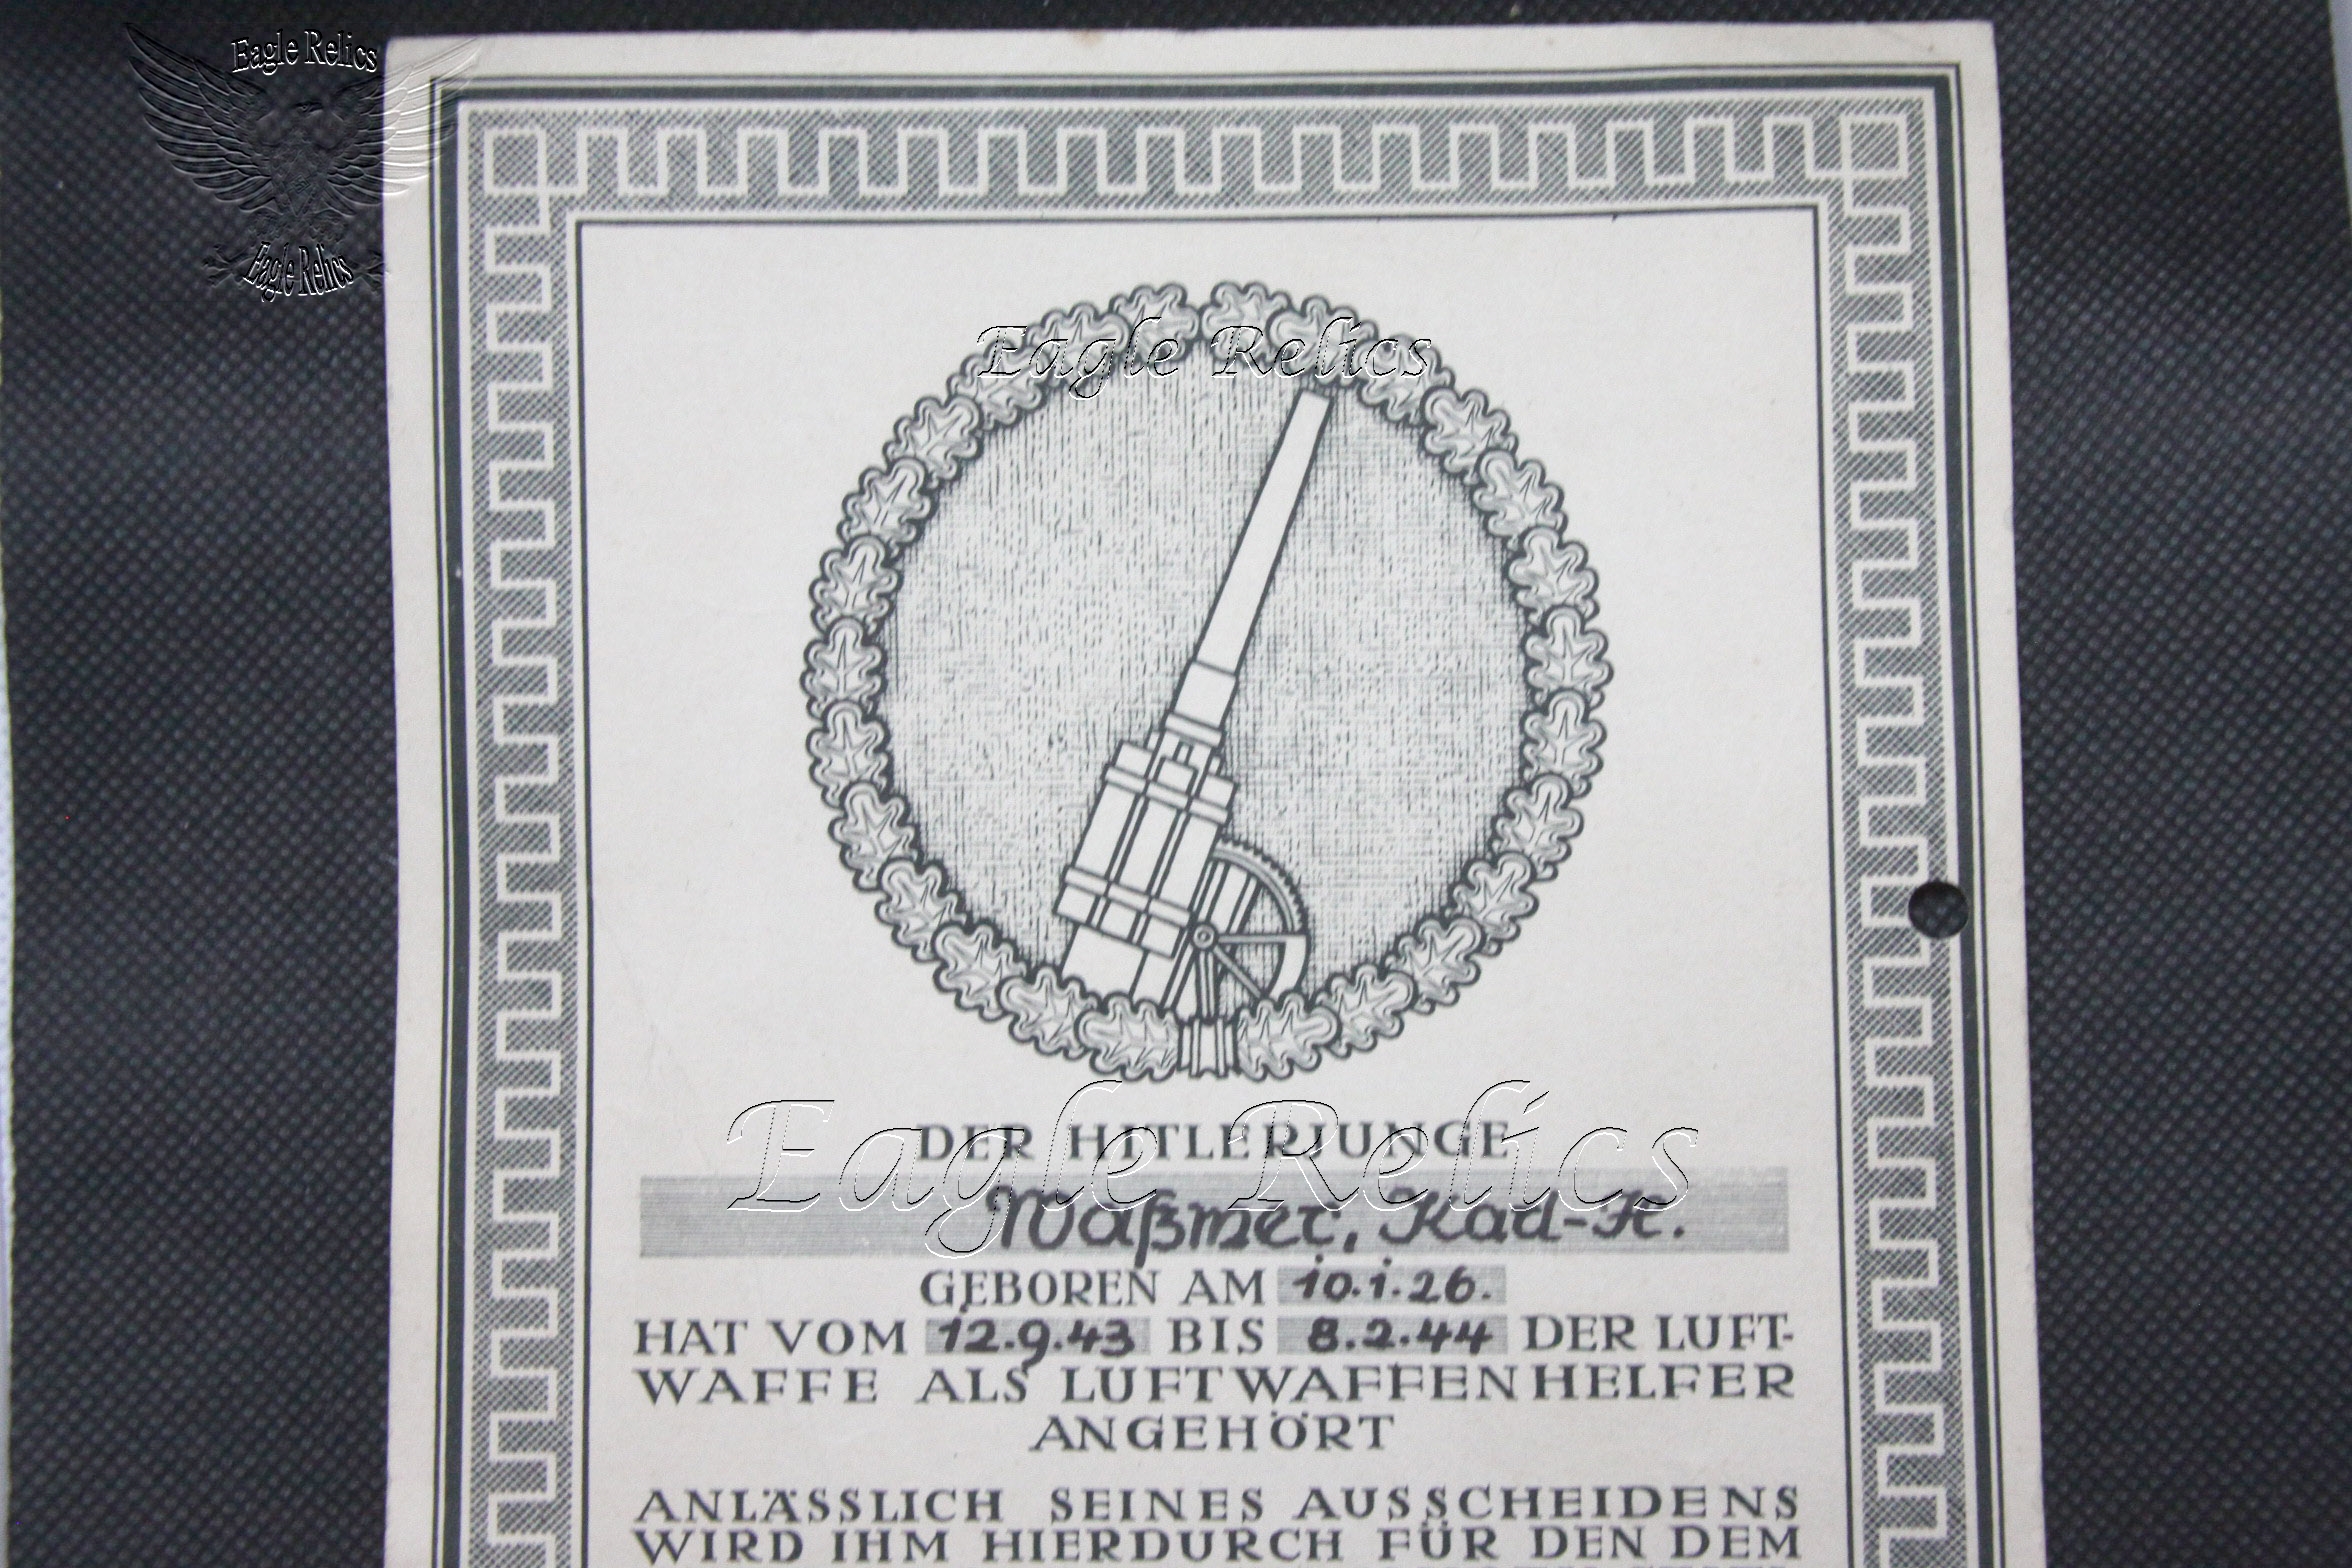 Eagle Relics
Eagle Relics
Eagle Relics
Eagle Relics
DER HITLERJUNGE
Waßmer, Karl-H.
GEBOREN AM 10.1.26.
HAT VOM 12.9.43 BIS 8.2.44 DER LUFT-
WAFFE ALS LUFTWAFFENHELFER
ANGEHÖRT
ANLÄSSLICH SEINES AUSSCHEIDENS
WIRD IHM HIERDURCH FÜR DEN DEM